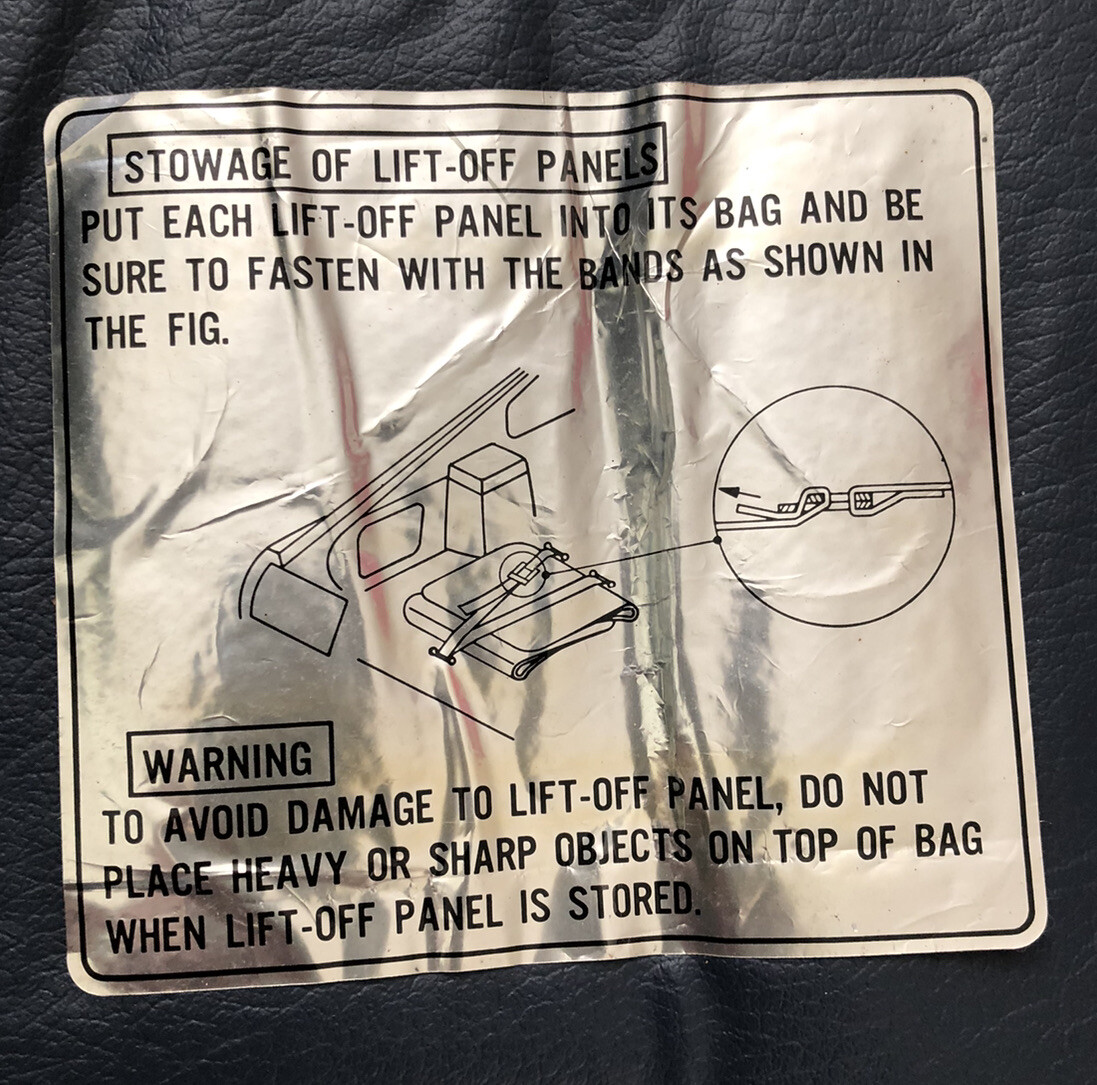 STOWAGE OF LIFT-OFF PANELS
PUT EACH LIFT-OFF PANEL INTO ITS BAG AND BE
SURE TO FASTEN WITH THE BANDS AS SHOWN IN
THE FIG.
WARNING
TO AVOID DAMAGE TO LIFT-OFF PANEL, DO NOT
PLACE HEAVY OR SHARP OBJECTS ON TOP OF BAG
WHEN LIFT-OFF PANEL IS STORED.